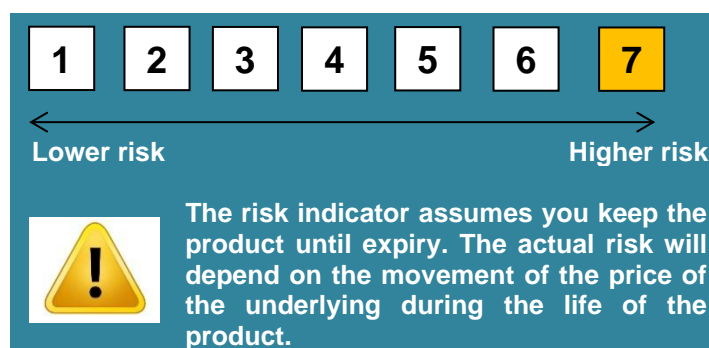 1 2 3 4 5 6 7
Lower risk Higher risk
!
The risk indicator assumes you keep the
product until expiry. The actual risk will
depend on the movement of the price of
the underlying during the life of the
product.